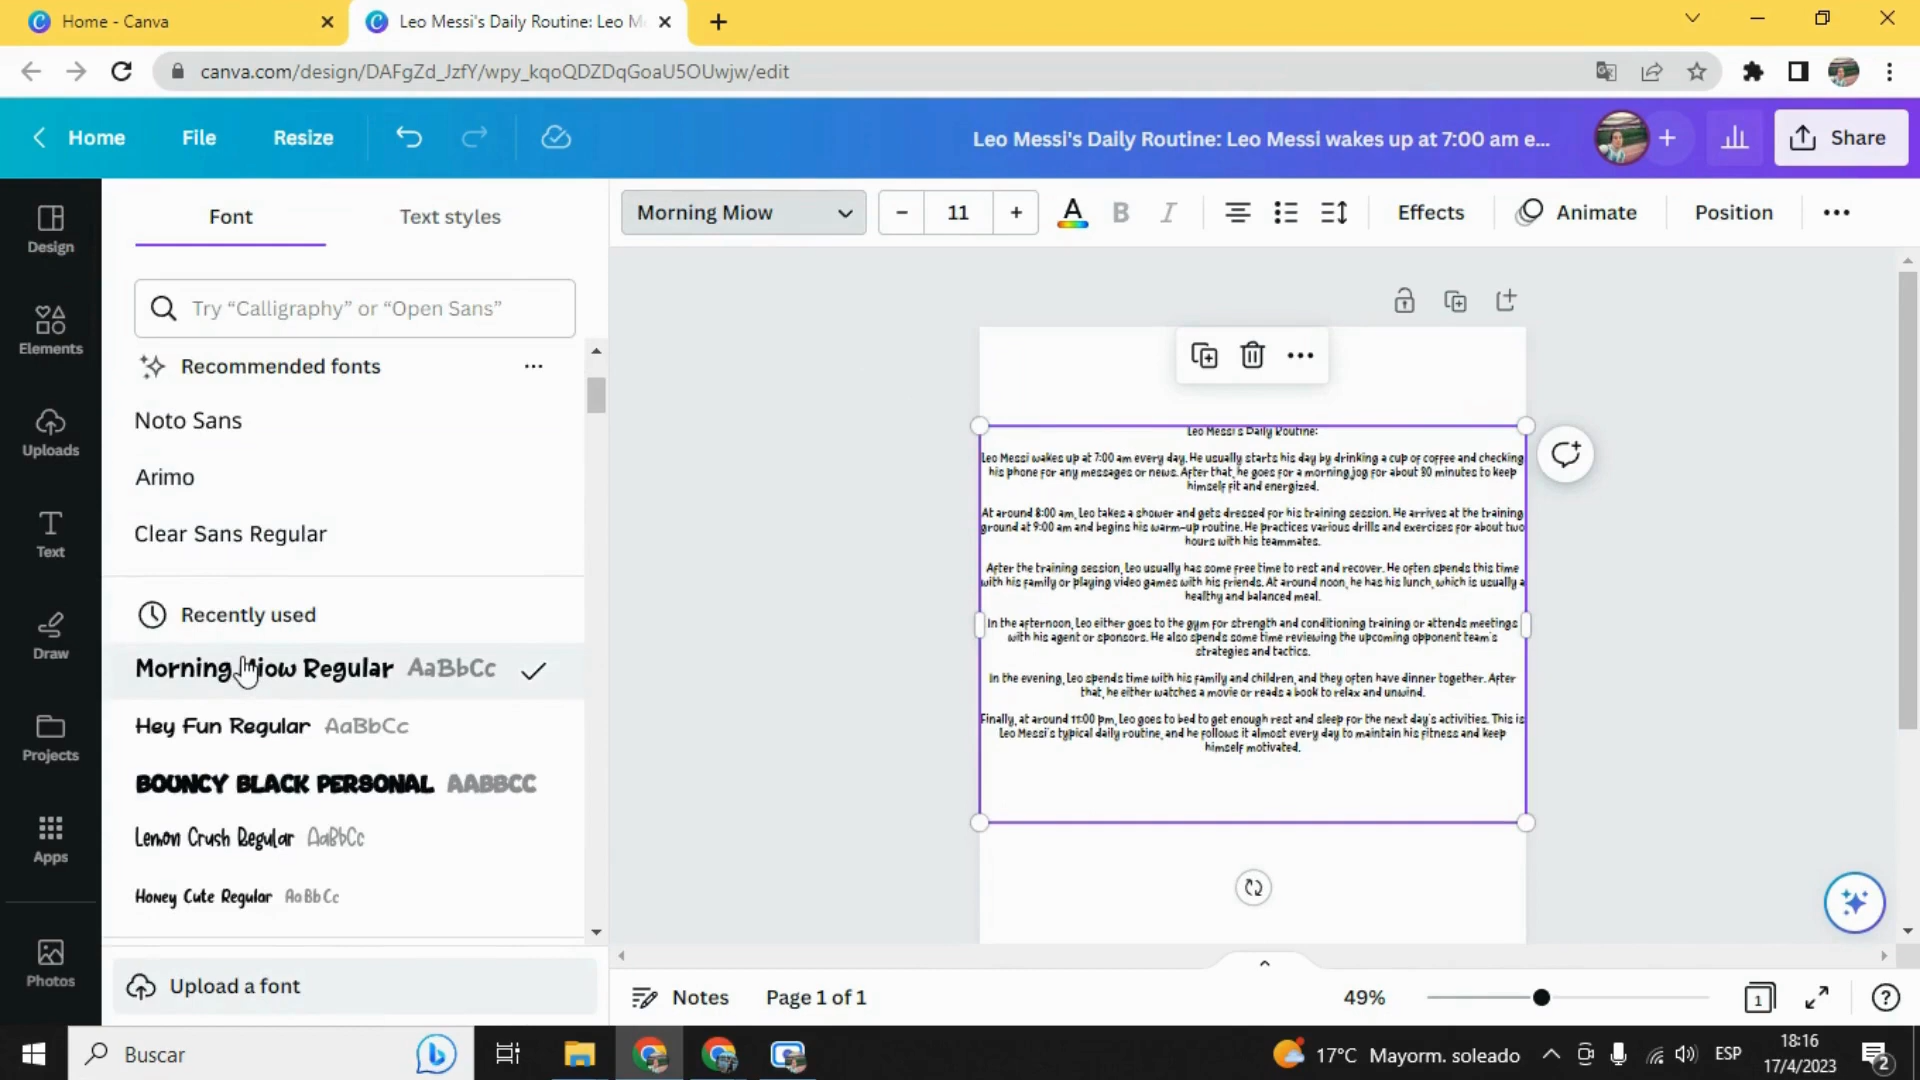 Home - Canva
Leo Messi's Daily Routine: Leo M
canva.com/design/DAFgZd_JzfY/wpy_kqoQDZDqGoaU5OUwjw/edit
Home
File
Resize
Leo Messi's Daily Routine: Leo Messi wakes up at 7:00 am e...
Share
Design
Elements
Uploads
Text
Draw
Projects
Apps
Photos
Font
Text styles
Try “Calligraphy” or “Open Sans”
Recommended fonts
Noto Sans
Arimo
Clear Sans Regular
Recently used
Morning Miow Regular AaBbCc
Hey Fun Regular AaBbCc
BOUNCY BLACK PERSONAL AABBCC
Lemon Crush Regular AaBbCc
Honey Cute Regular AaBbCc
Upload a font
Morning Miow
− 11 +
A B I
Effects
Animate
Position
Leo Messi's Daily Routine:
Leo Messi wakes up at 7:00 am every day. He usually starts his day by drinking a cup of coffee and checking
his phone for any messages or news. After that, he goes for a morning jog for about 30 minutes to keep
himself fit and energized.
At around 8:00 am, Leo takes a shower and gets dressed for his training session. He arrives at the training
ground at 9:00 am and begins his warm-up routine. He practices various drills and exercises for about two
hours with his teammates.
After the training session, Leo usually has some free time to rest and recover. He often spends this time
with his family or playing video games with his friends. At around noon, he has his lunch, which is usually a
healthy and balanced meal.
In the afternoon, Leo either goes to the gym for strength and conditioning training or attends meetings
with his agent or sponsors. He also spends some time reviewing the upcoming opponent team's
strategies and tactics.
In the evening, Leo spends time with his family and children, and they often have dinner together. After
that, he either watches a movie or reads a book to relax and unwind.
Finally, at around 11:00 pm, Leo goes to bed to get enough rest and sleep for the next day's activities. This is
Leo Messi's typical daily routine, and he follows it almost every day to maintain his fitness and keep
himself motivated.
Notes
Page 1 of 1
49%
1
Buscar
17°C Mayorm. soleado
ESP
18:16
17/4/2023
2